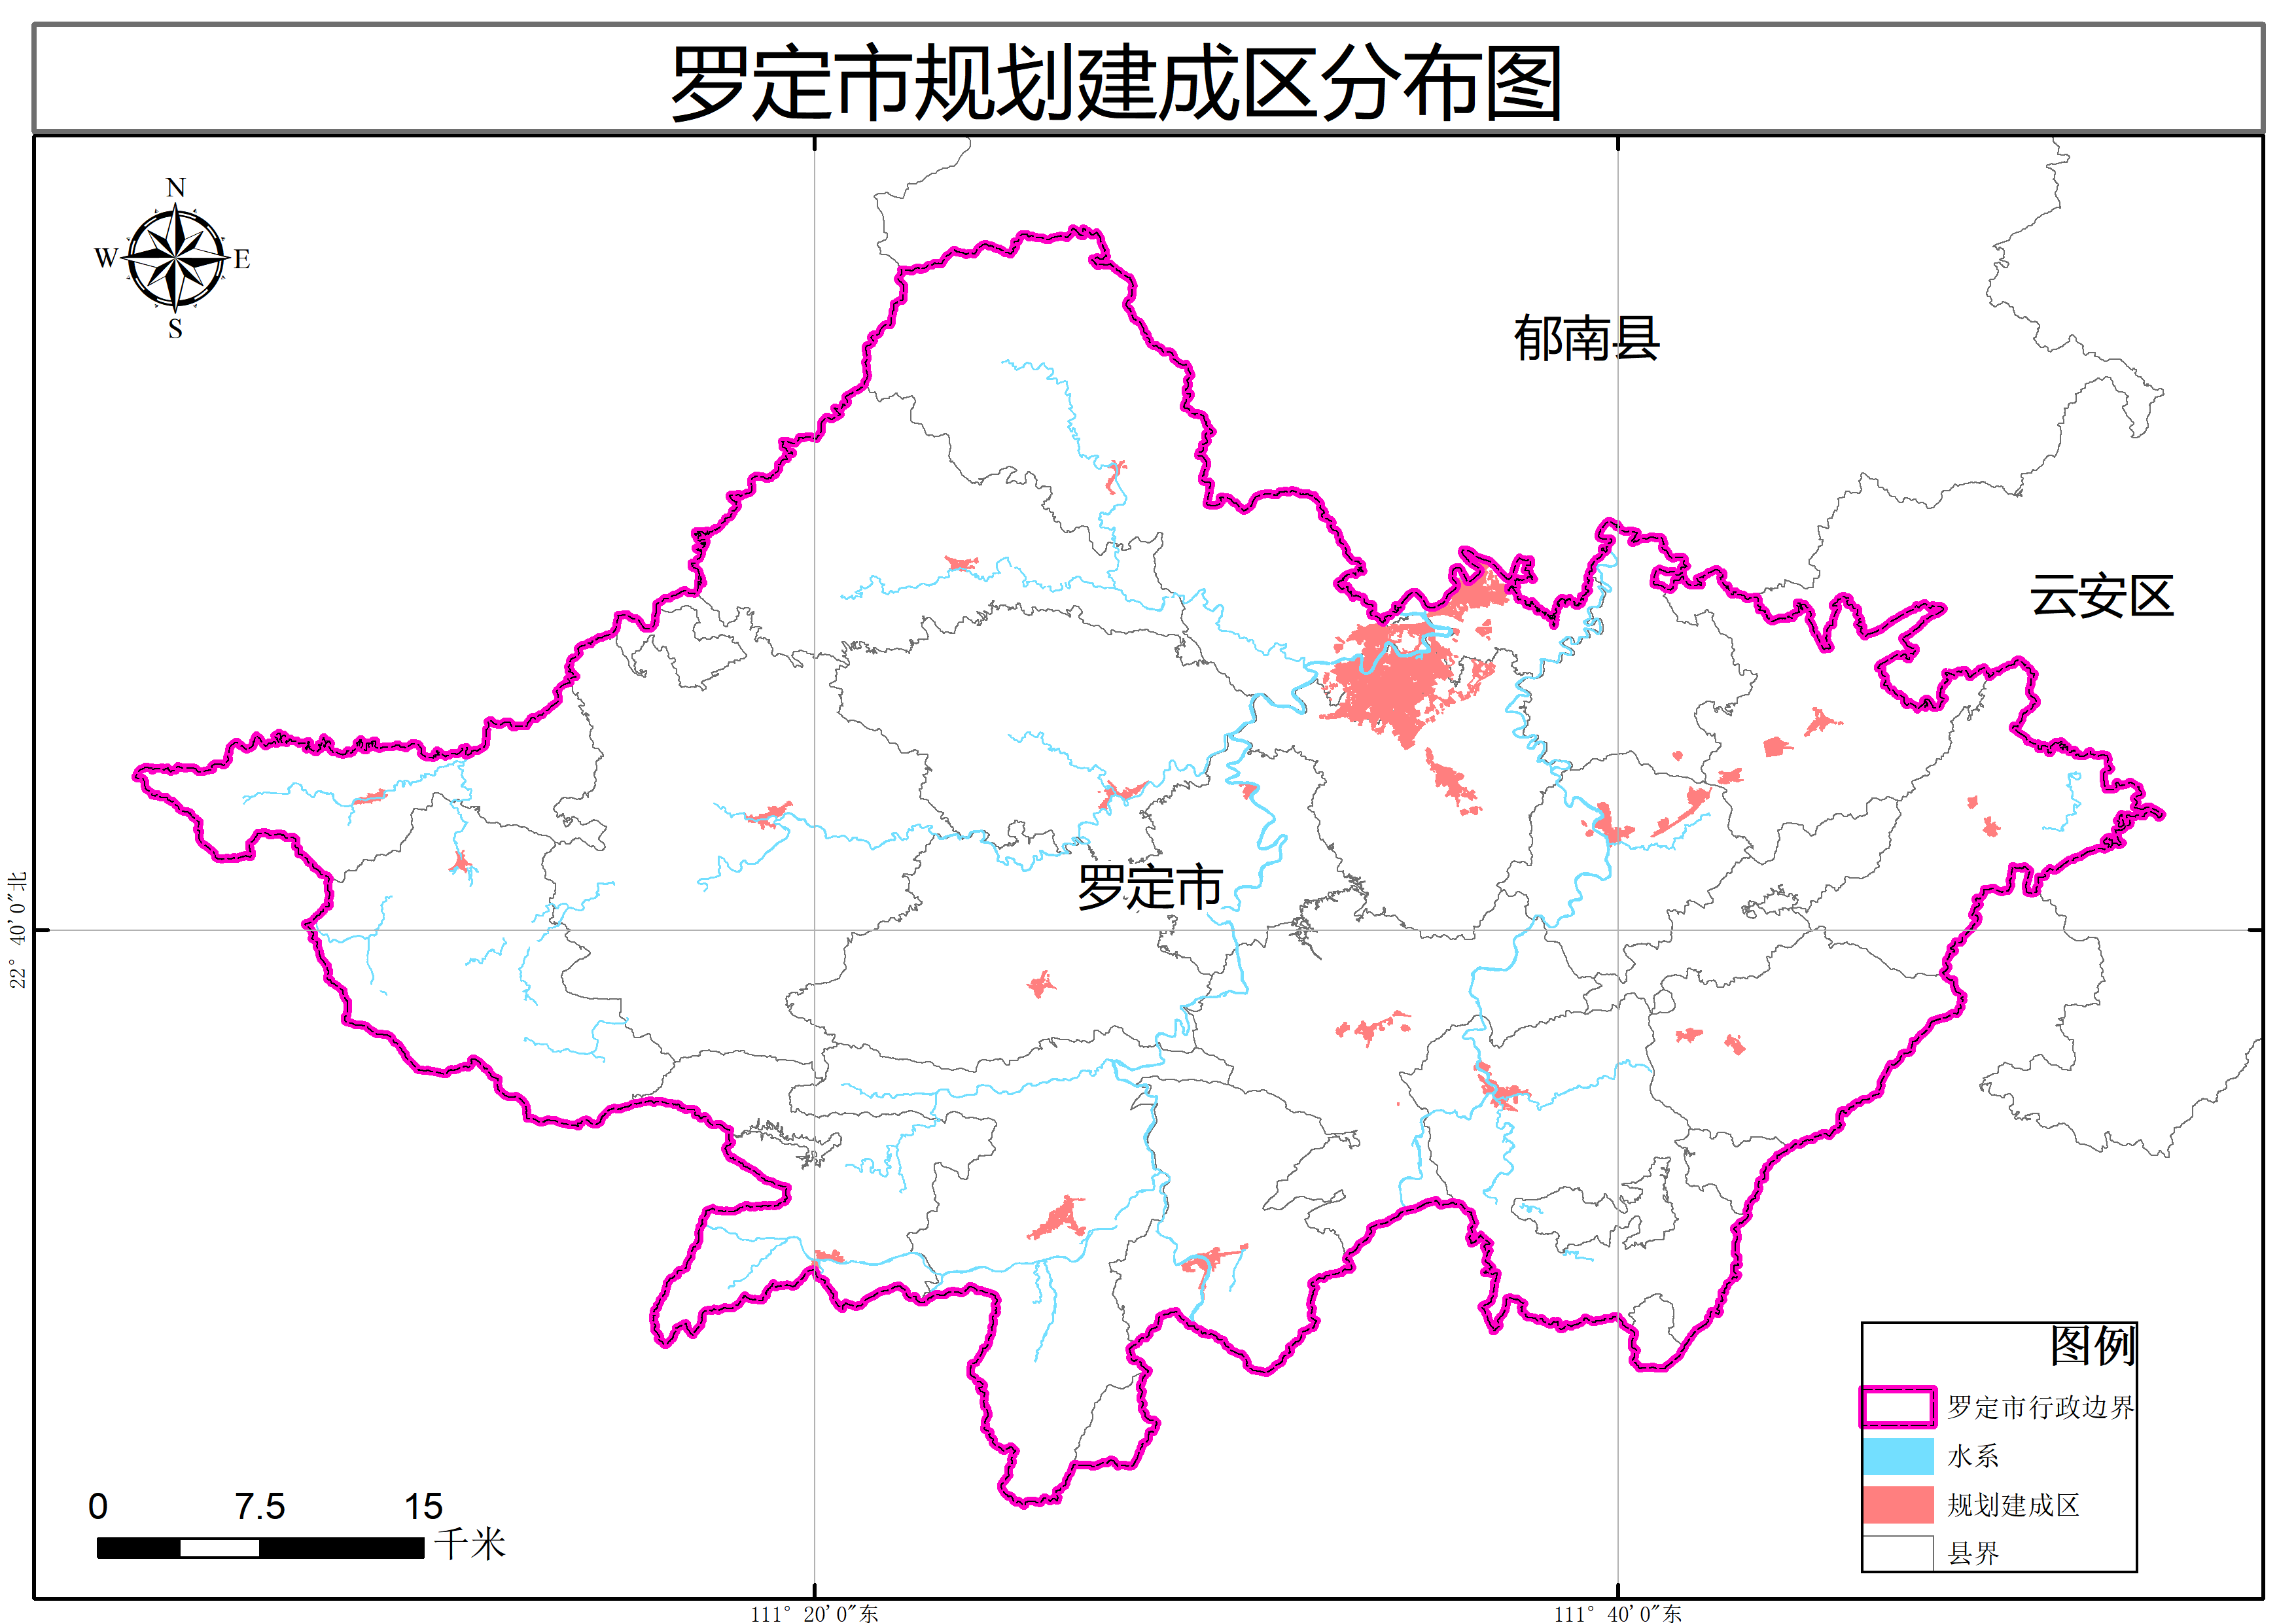 罗定市规划建成区分布图
N
W E
S
郁南县
云安区
罗定市
22° 40′0″北
图例
罗定市行政边界
水系
规划建成区
县界
0 7.5 15
千米
111° 20′0″东 111° 40′0″东